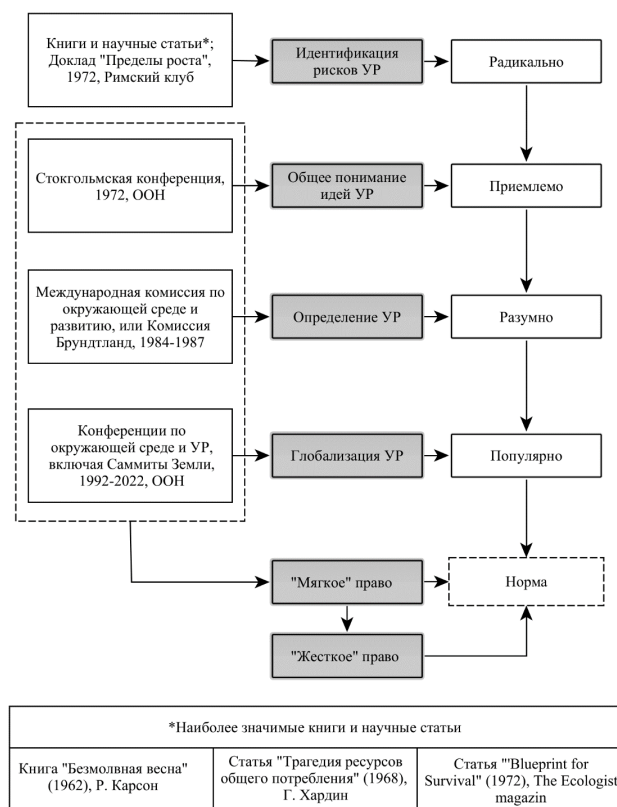 Книги и научные статьи*;
Доклад "Пределы роста",
1972, Римский клуб
Идентификация
рисков УР
Радикально
Стокгольмская конференция,
1972, ООН
Общее понимание
идей УР
Приемлемо
Международная комиссия по
окружающей среде и
развитию, или Комиссия
Брундтланд, 1984-1987
Определение УР
Разумно
Конференции по
окружающей среде и УР,
включая Саммиты Земли,
1992-2022, ООН
Глобализация УР
Популярно
"Мягкое" право
Норма
"Жесткое" право
*Наиболее значимые книги и научные статьи
Книга "Безмолвная весна"
(1962), Р. Карсон
Статья "Трагедия ресурсов
общего потребления" (1968),
Г. Хардин
Статья "'Blueprint for
Survival" (1972), The Ecologist
magazin